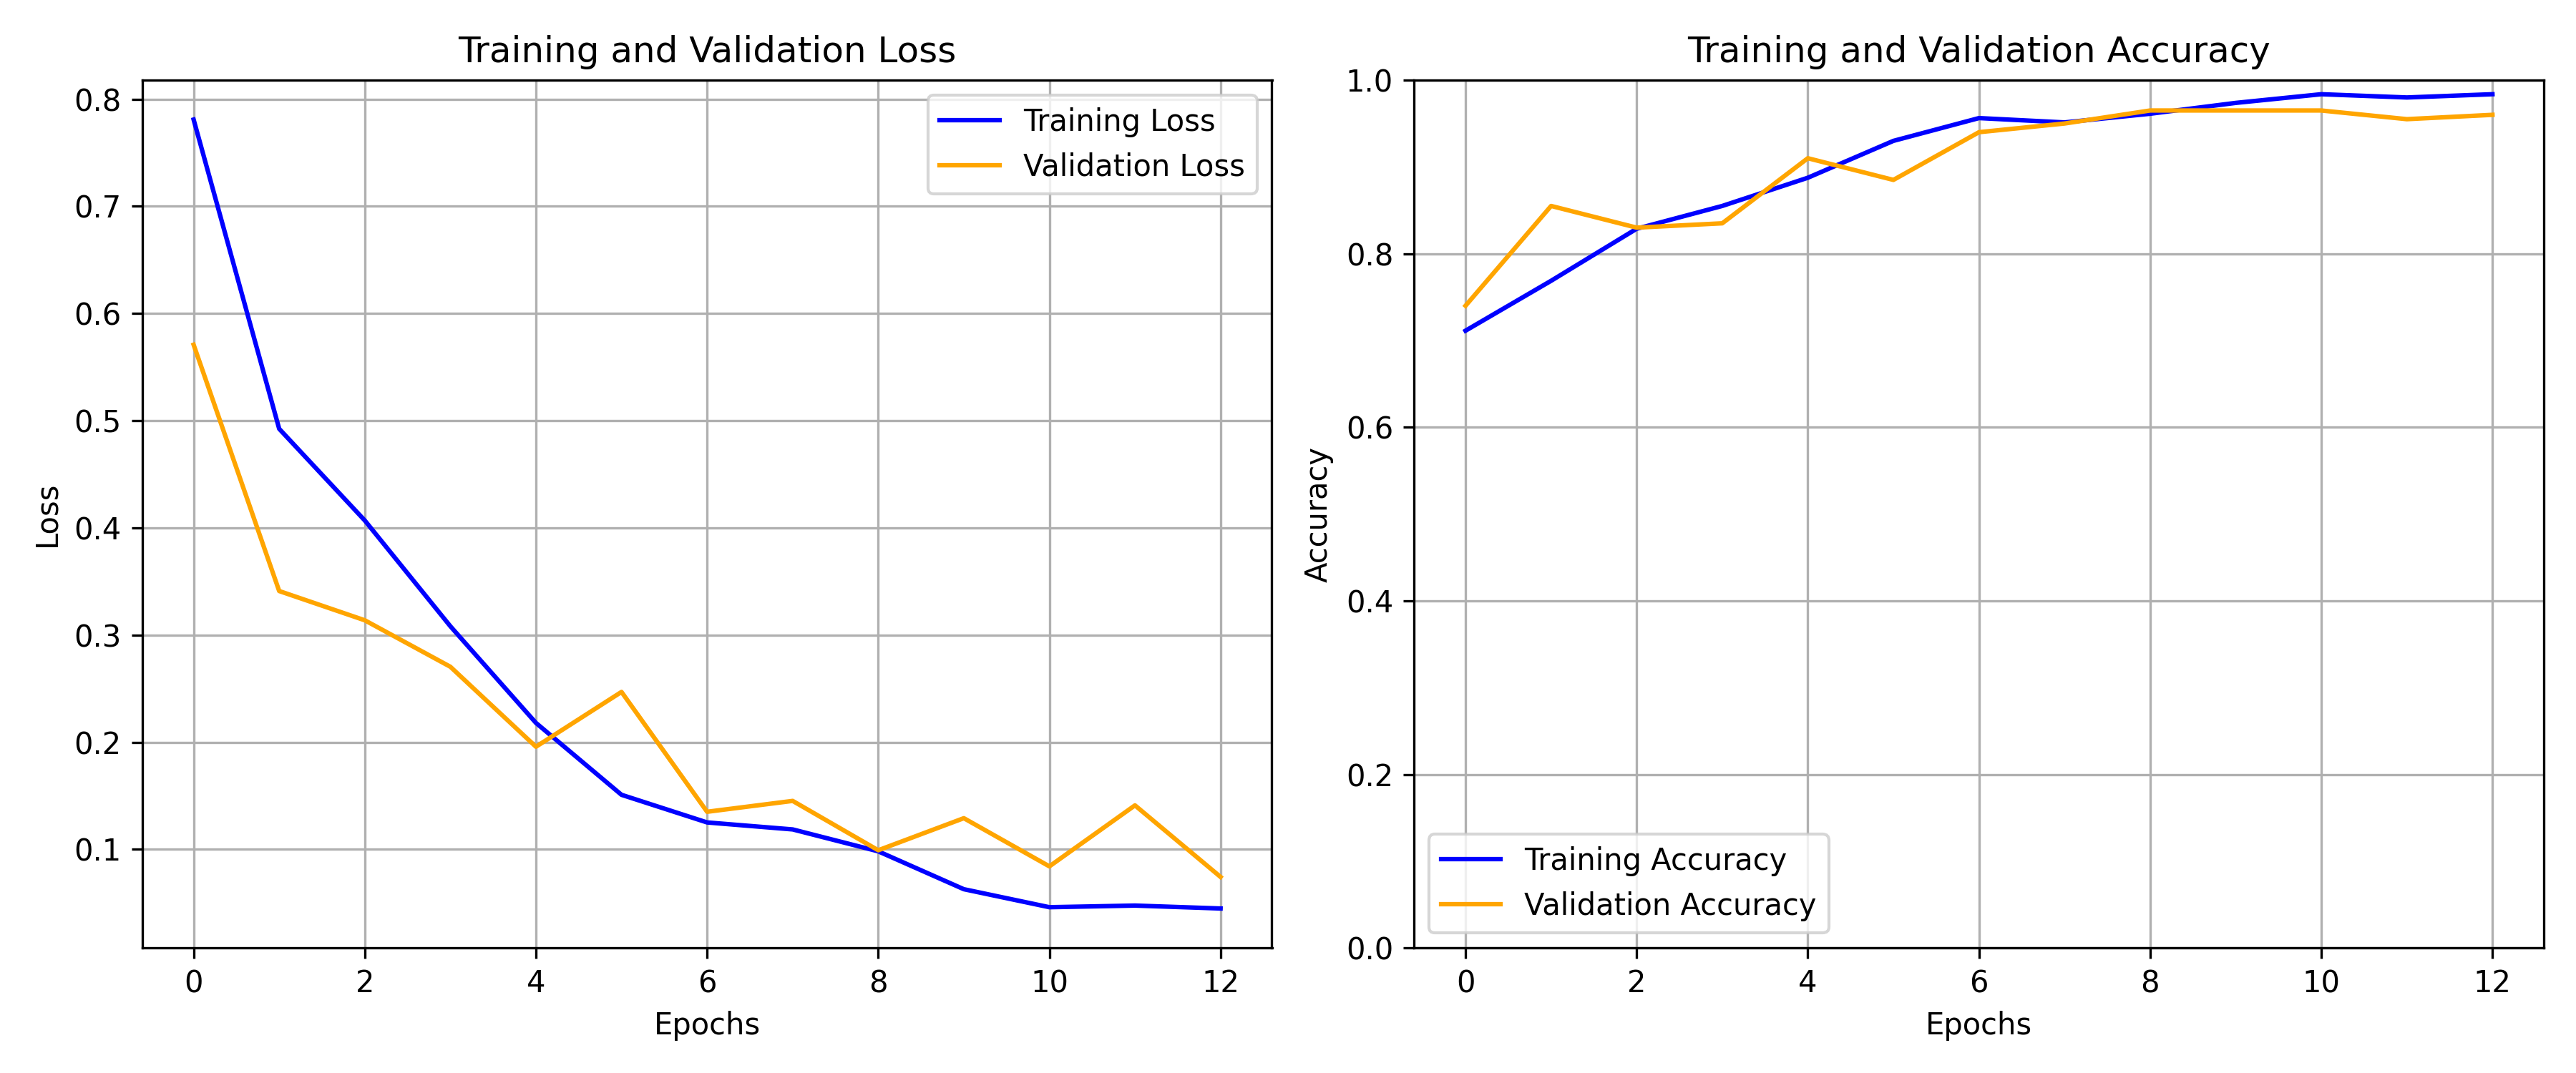 Training and Validation Loss
0.8
0.7
0.6
0.5
0.4
0.3
0.2
0.1
Loss
0
2
4
6
8
10
12
Epochs
Training Loss
Validation Loss
Training and Validation Accuracy
1.0
0.8
0.6
0.4
0.2
0.0
Accuracy
0
2
4
6
8
10
12
Epochs
Training Accuracy
Validation Accuracy